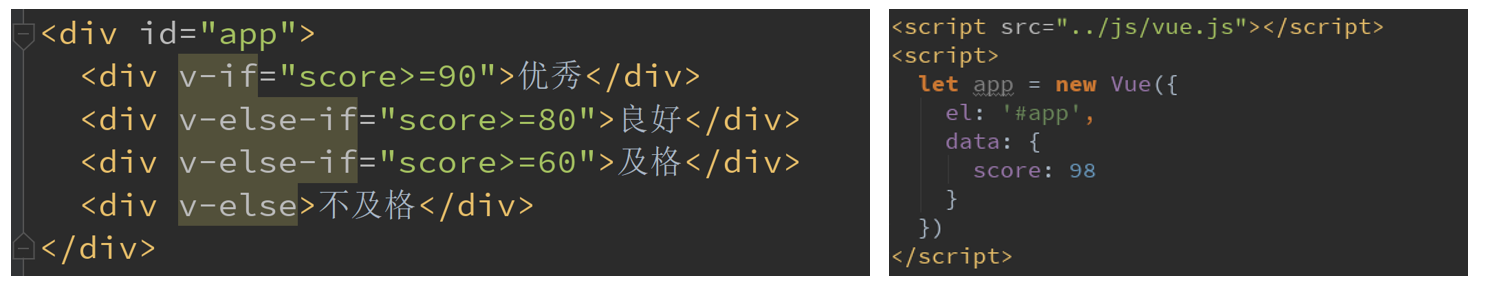 <div id="app">
<div v-if="score>=90">优秀</div>
<div v-else-if="score>=80">良好</div>
<div v-else-if="score>=60">及格</div>
<div v-else>不及格</div>
</div>
<script src="../js/vue.js"></script>
<script>
let app = new Vue({
el: '#app',
data: {
score: 98
}
})
</script>